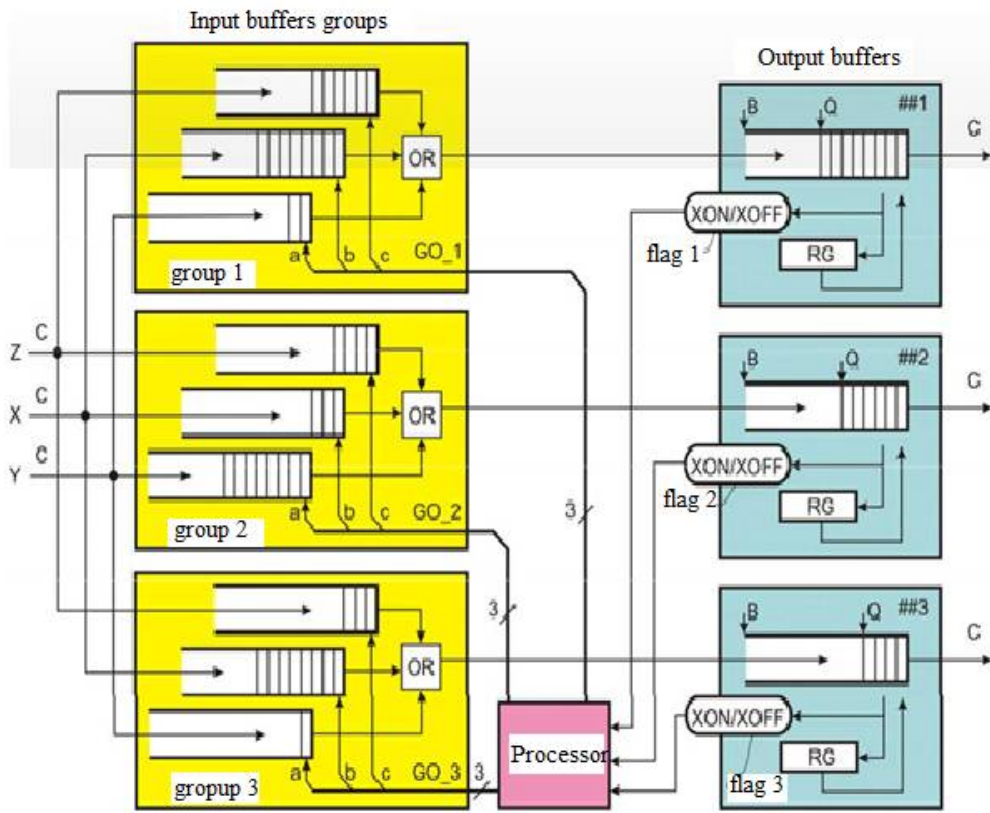 Input buffers groups
Output buffers
OR
a
b
c
GO_1
group 1
##1
B
Q
G
XON/XOFF
flag 1
RG
Z
C
X
C
Y
C
OR
a
b
c
GO_2
group 2
3
3
##2
B
Q
G
XON/XOFF
flag 2
RG
OR
a
b
c
GO_3
gropup 3
3
Processor
##3
B
Q
C
XON/XOFF
flag 3
RG